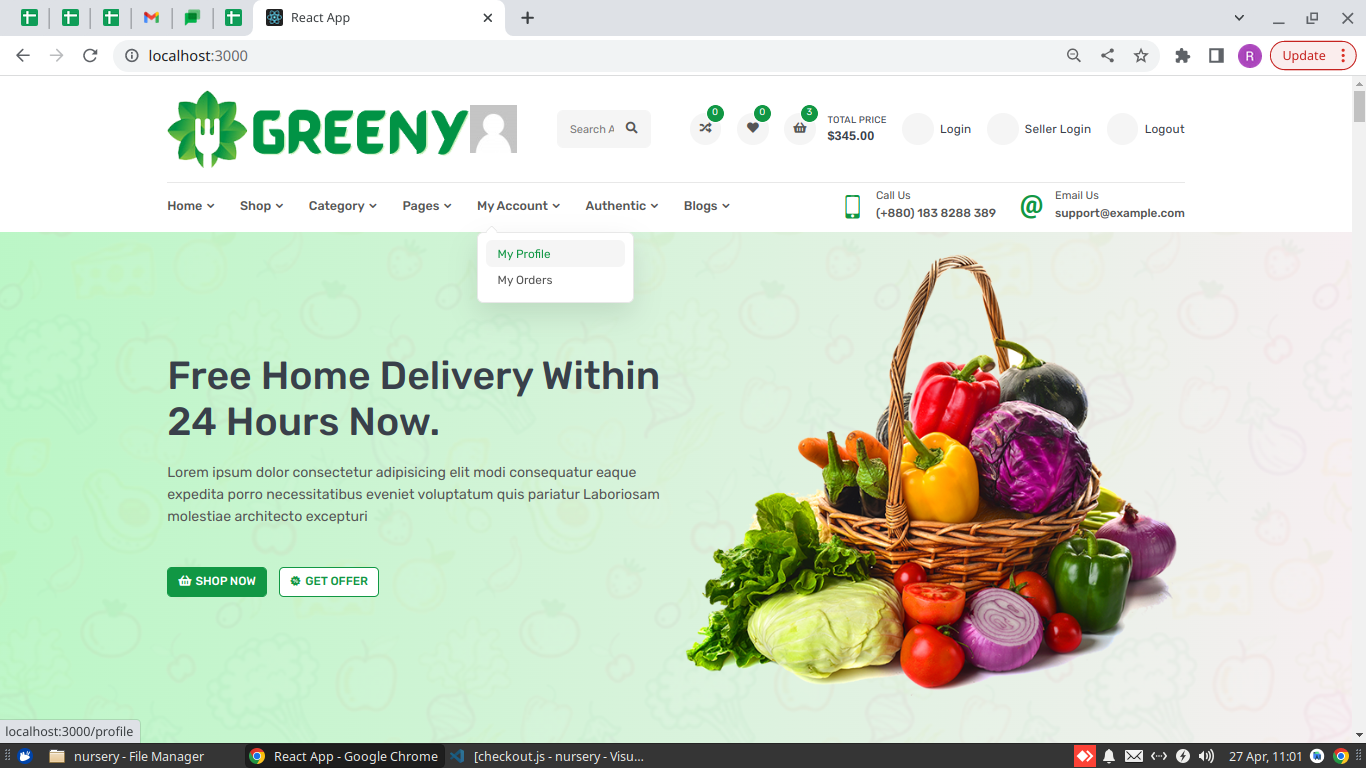 React App
localhost:3000
R
Update
GREENY
Search A
0
0
3
TOTAL PRICE
$345.00
Login
Seller Login
Logout
Home
Shop
Category
Pages
My Account
Authentic
Blogs
Call Us
(+880) 183 8288 389
@
Email Us
support@example.com
My Profile
My Orders
Free Home Delivery Within
24 Hours Now.
Lorem ipsum dolor consectetur adipisicing elit modi consequatur eaque
expedita porro necessitatibus eveniet voluptatum quis pariatur Laboriosam
molestiae architecto excepturi
SHOP NOW
GET OFFER
localhost:3000/profile
nursery - File Manager
React App - Google Chrome
[checkout.js - nursery - Visu...
27 Apr, 11:01